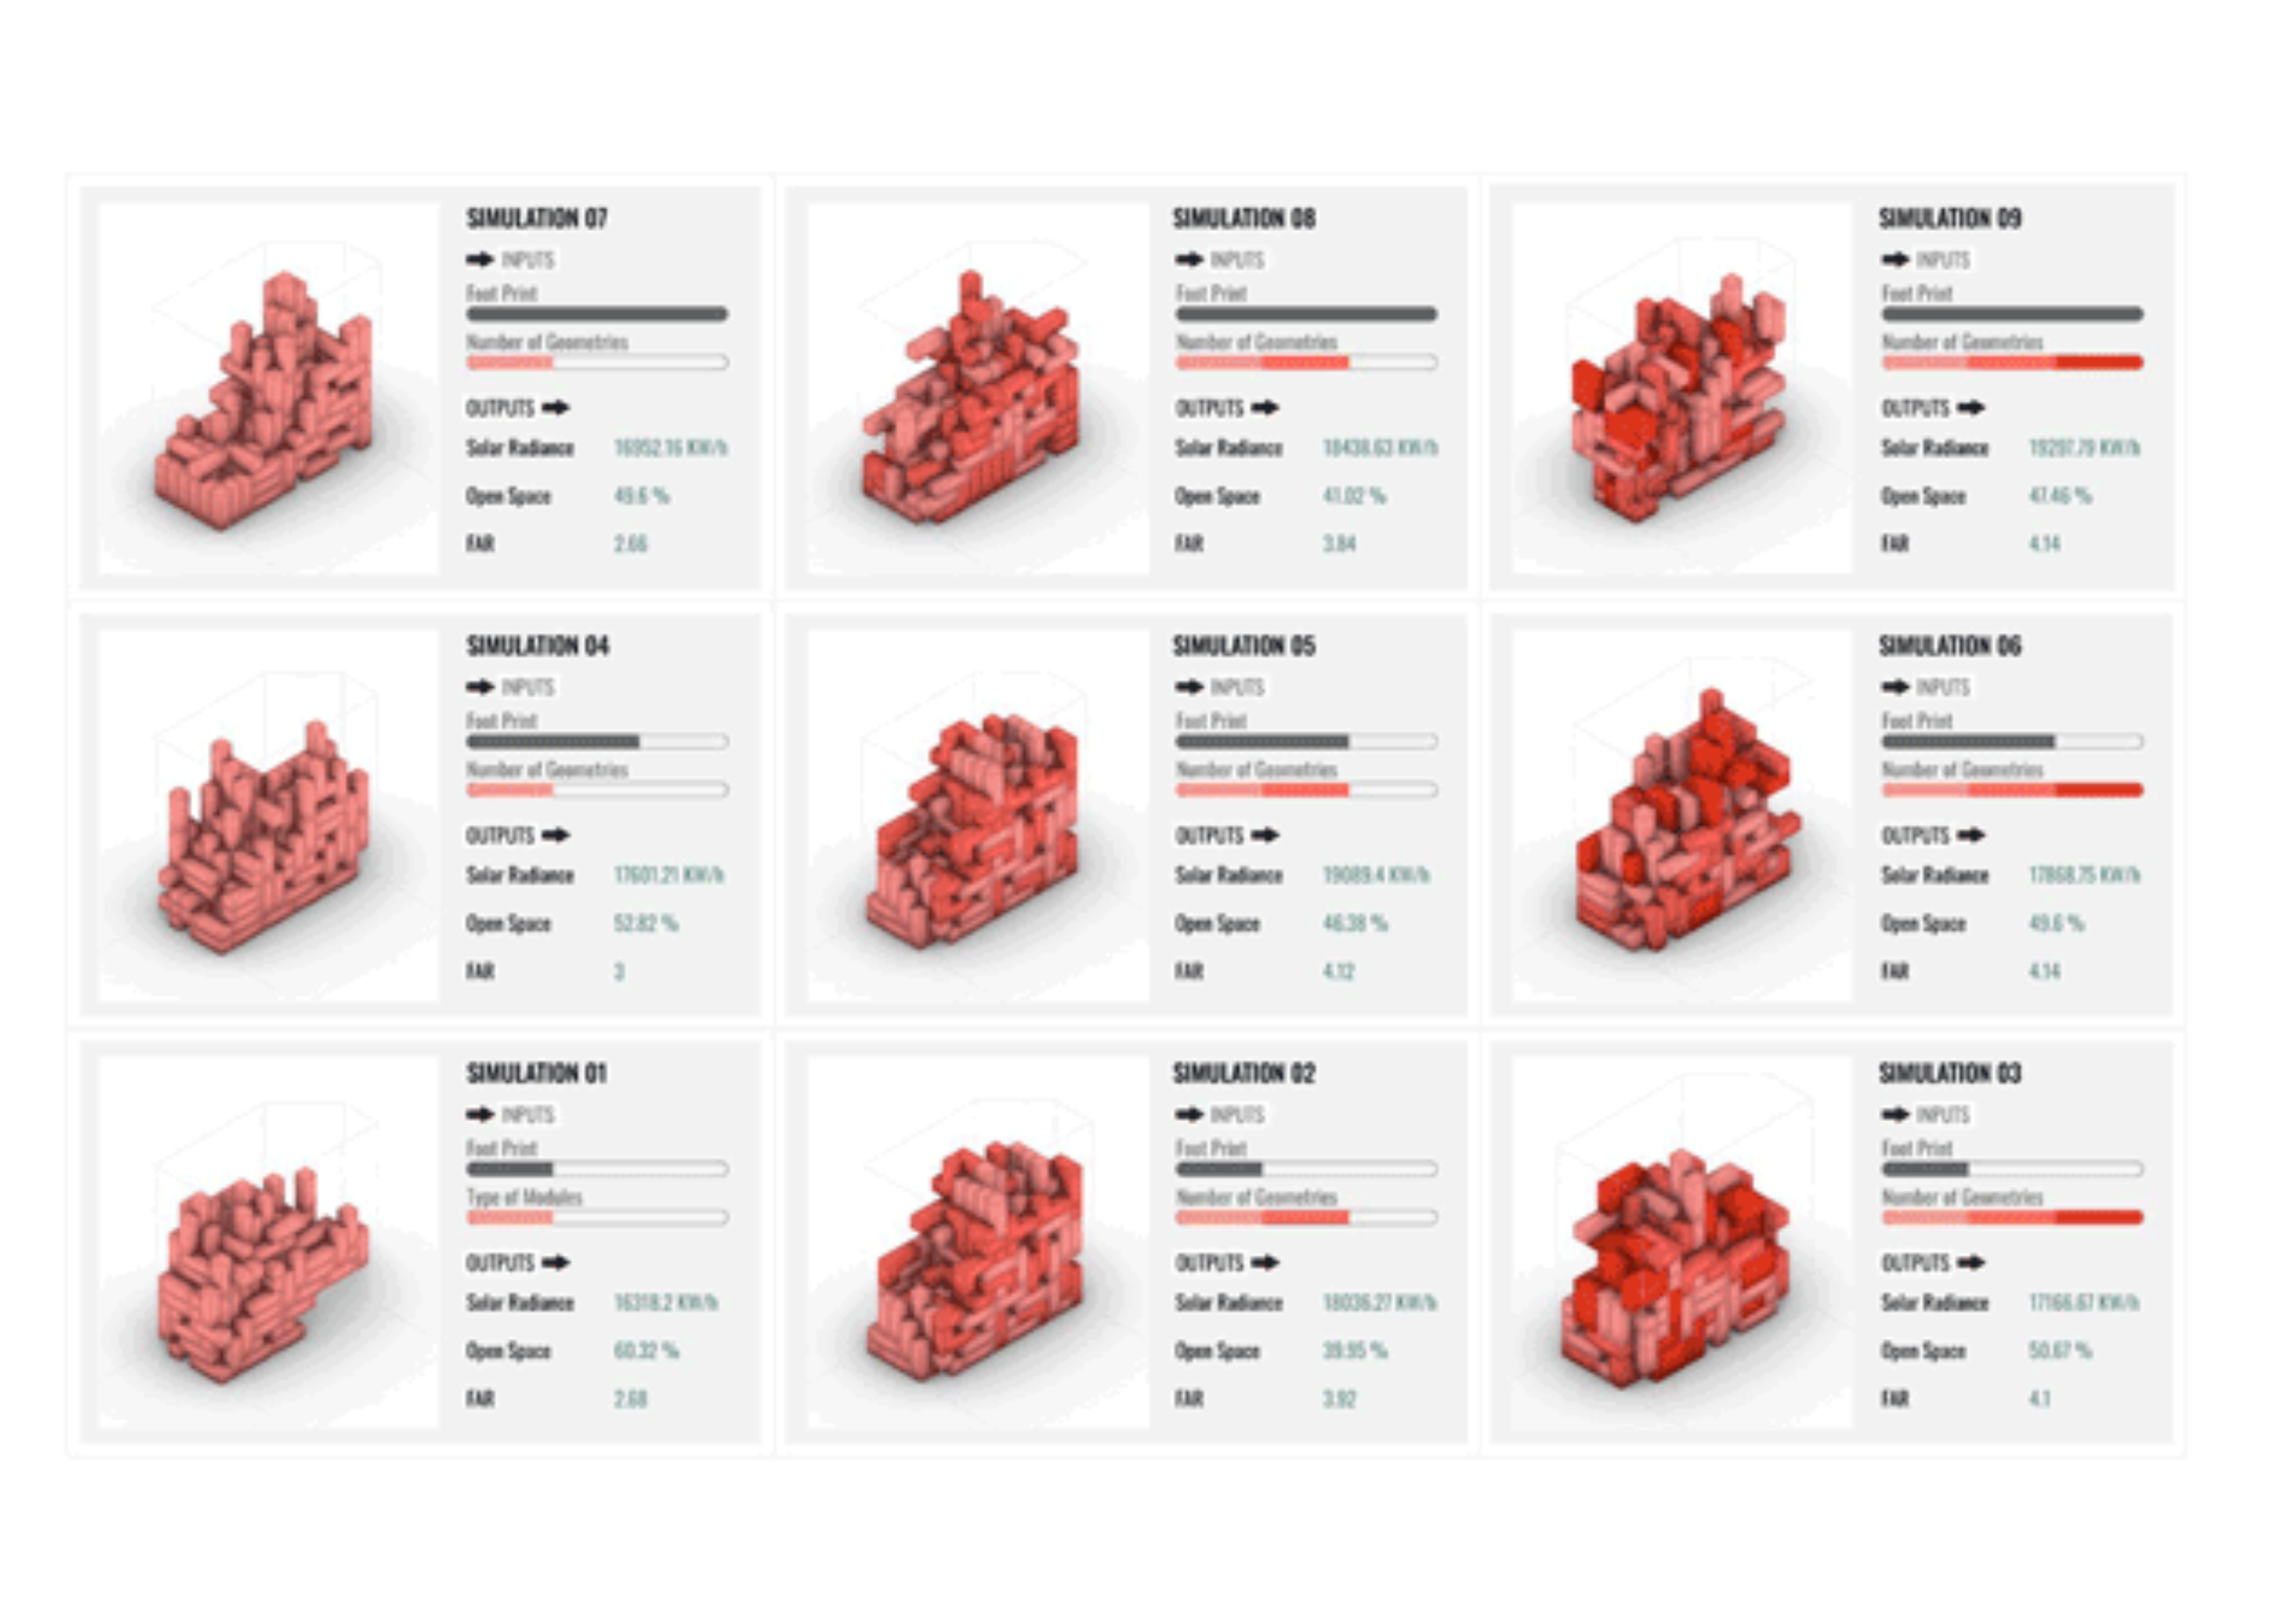 SIMULATION 07
INPUTS
Foot Print
Number of Geometries
OUTPUTS
Solar Radiance 16952.16 KW/h
Open Space 49.6 %
FAR 2.66
SIMULATION 08
INPUTS
Foot Print
Number of Geometries
OUTPUTS
Solar Radiance 18438.63 KW/h
Open Space 41.02 %
FAR 3.84
SIMULATION 09
INPUTS
Foot Print
Number of Geometries
OUTPUTS
Solar Radiance 19297.79 KW/h
Open Space 47.46 %
FAR 4.14
SIMULATION 04
INPUTS
Foot Print
Number of Geometries
OUTPUTS
Solar Radiance 17601.21 KW/h
Open Space 52.82 %
FAR 3
SIMULATION 05
INPUTS
Foot Print
Number of Geometries
OUTPUTS
Solar Radiance 19089.4 KW/h
Open Space 46.38 %
FAR 4.12
SIMULATION 06
INPUTS
Foot Print
Number of Geometries
OUTPUTS
Solar Radiance 17868.75 KW/h
Open Space 49.6 %
FAR 4.14
SIMULATION 01
INPUTS
Foot Print
Type of Modules
OUTPUTS
Solar Radiance 16318.2 KW/h
Open Space 60.32 %
FAR 2.68
SIMULATION 02
INPUTS
Foot Print
Number of Geometries
OUTPUTS
Solar Radiance 18036.27 KW/h
Open Space 39.95 %
FAR 3.92
SIMULATION 03
INPUTS
Foot Print
Number of Geometries
OUTPUTS
Solar Radiance 17166.67 KW/h
Open Space 50.67 %
FAR 4.1